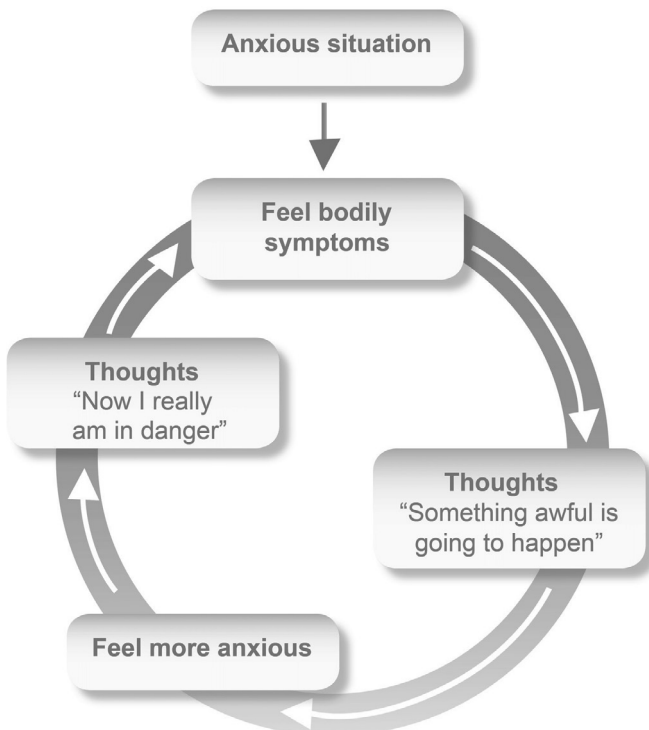 Anxious situation
Feel bodily
symptoms
Thoughts
“Something awful is
going to happen”
Feel more anxious
Thoughts
“Now I really
am in danger”